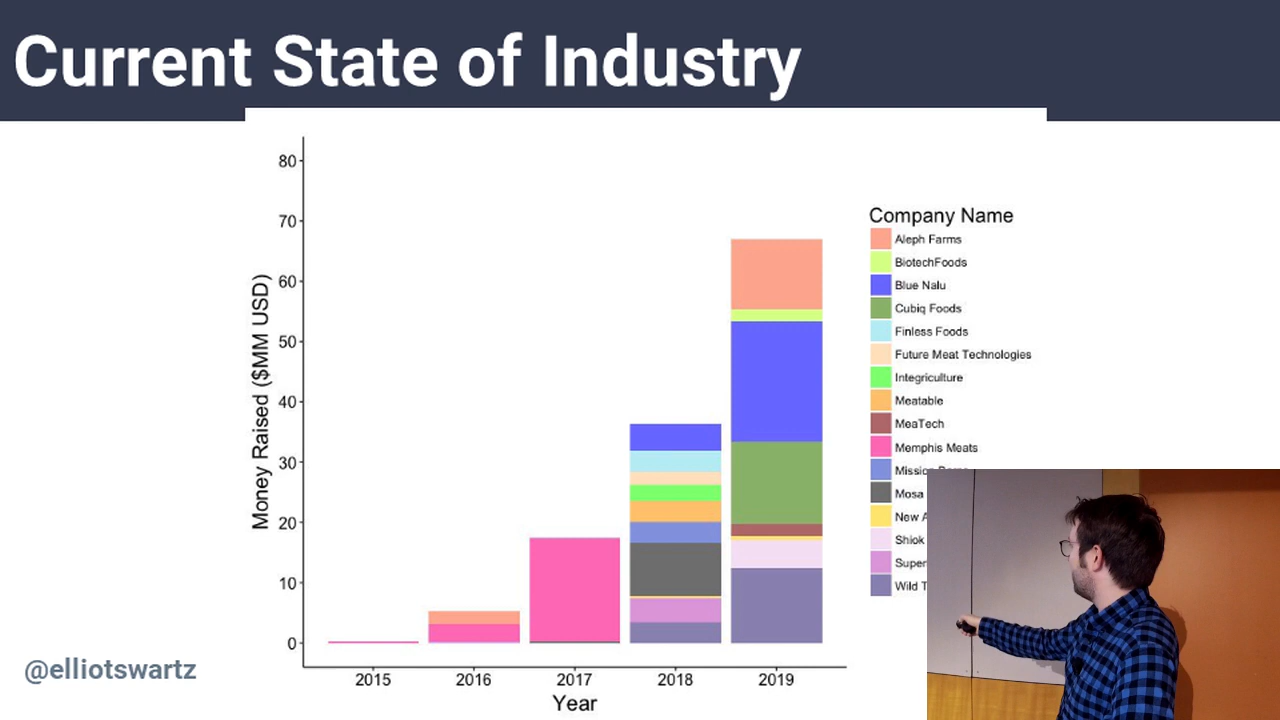 Current State of Industry
80
70
60
50
40
30
20
10
0
Money Raised ($MM USD)
2015 2016 2017 2018 2019
Year
Company Name
Aleph Farms
BiotechFoods
Blue Nalu
Cubiq Foods
Finless Foods
Future Meat Technologies
Integriculture
Meatable
MeaTech
Memphis Meats
Mosa
New
Shiok
Super
Wild
@elliotswartz